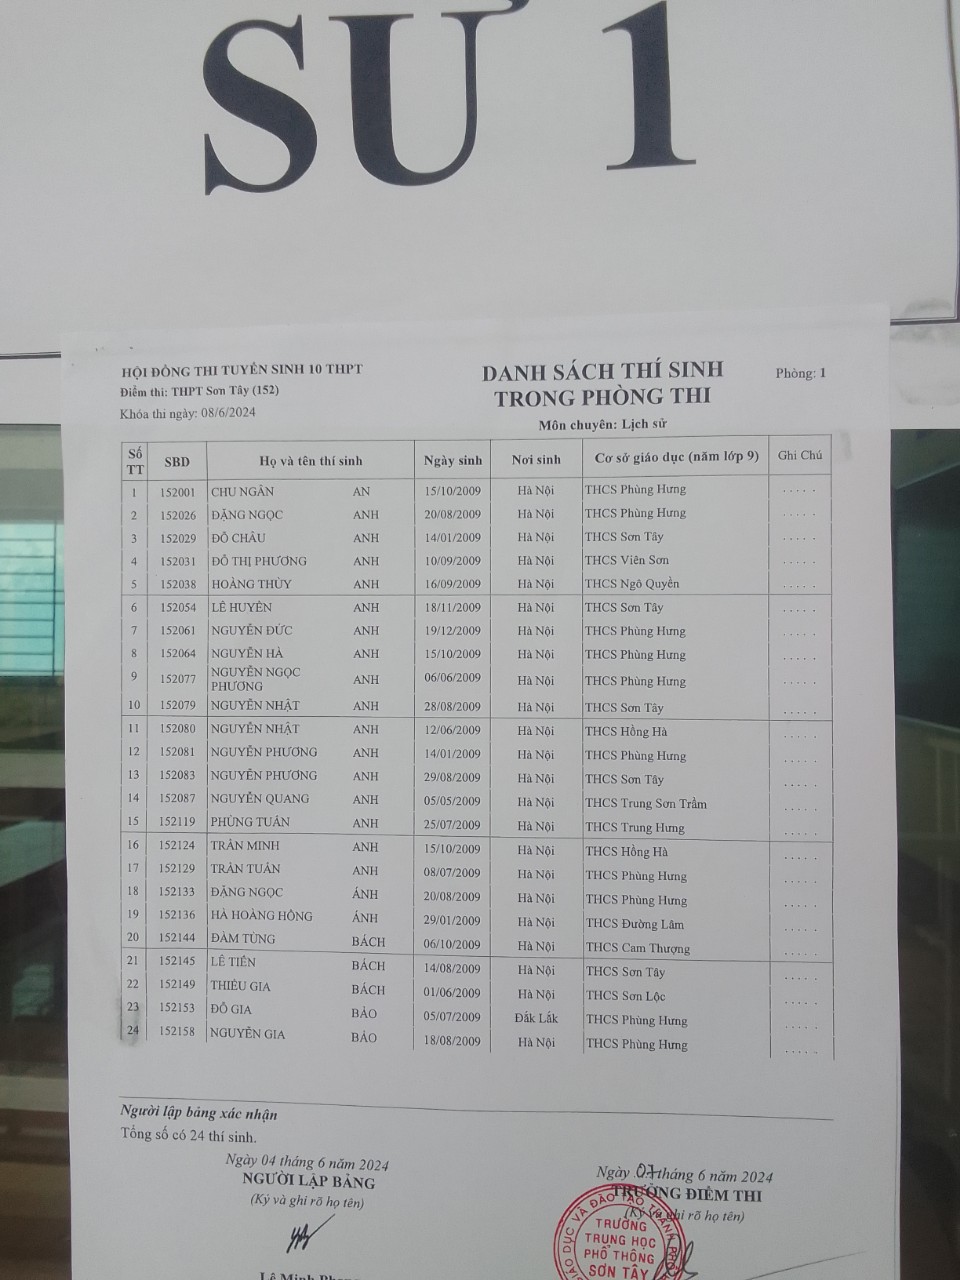 SỬ 1
HỘI ĐỒNG THI TUYỂN SINH 10 THPT
Điểm thi: THPT Sơn Tây (152)
Khóa thi ngày: 08/6/2024
DANH SÁCH THÍ SINH
TRONG PHÒNG THI
Môn chuyên: Lịch sử
Phòng: 1
Số TT SBD Họ và tên thí sinh Ngày sinh Nơi sinh Cơ sở giáo dục (năm lớp 9) Ghi Chú
1 152001 CHU NGÂN AN 15/10/2009 Hà Nội THCS Phùng Hưng .....
2 152026 ĐẶNG NGỌC ANH 20/08/2009 Hà Nội THCS Phùng Hưng .....
3 152029 ĐỖ CHÂU ANH 14/01/2009 Hà Nội THCS Sơn Tây .....
4 152031 ĐỖ THỊ PHƯƠNG ANH 10/09/2009 Hà Nội THCS Viên Sơn .....
5 152038 HOÀNG THÙY ANH 16/09/2009 Hà Nội THCS Ngô Quyền .....
6 152054 LÊ HUYỀN ANH 18/11/2009 Hà Nội THCS Sơn Tây .....
7 152061 NGUYỄN ĐỨC ANH 19/12/2009 Hà Nội THCS Phùng Hưng .....
8 152064 NGUYỄN HÀ ANH 15/10/2009 Hà Nội THCS Phùng Hưng .....
9 152077 NGUYỄN NGỌC PHƯƠNG ANH 06/06/2009 Hà Nội THCS Phùng Hưng .....
10 152079 NGUYỄN NHẬT ANH 28/08/2009 Hà Nội THCS Sơn Tây .....
11 152080 NGUYỄN NHẬT ANH 12/06/2009 Hà Nội THCS Hồng Hà .....
12 152081 NGUYỄN PHƯƠNG ANH 14/01/2009 Hà Nội THCS Phùng Hưng .....
13 152083 NGUYỄN PHƯƠNG ANH 29/08/2009 Hà Nội THCS Sơn Tây .....
14 152087 NGUYỄN QUANG ANH 05/05/2009 Hà Nội THCS Trung Sơn Trầm .....
15 152119 PHÙNG TUẤN ANH 25/07/2009 Hà Nội THCS Trung Hưng .....
16 152124 TRẦN MINH ANH 15/10/2009 Hà Nội THCS Hồng Hà .....
17 152129 TRẦN TUẤN ANH 08/07/2009 Hà Nội THCS Phùng Hưng .....
18 152133 ĐẶNG NGỌC ÁNH 20/08/2009 Hà Nội THCS Phùng Hưng .....
19 152136 HÀ HOÀNG HỒNG ÁNH 29/01/2009 Hà Nội THCS Đường Lâm .....
20 152144 ĐÀM TÙNG BÁCH 06/10/2009 Hà Nội THCS Cam Thượng .....
21 152145 LÊ TIẾN BÁCH 14/08/2009 Hà Nội THCS Sơn Tây .....
22 152149 THIỀU GIA BÁCH 01/06/2009 Hà Nội THCS Sơn Lộc .....
23 152153 ĐỖ GIA BẢO 05/07/2009 Đắk Lắk THCS Phùng Hưng .....
24 152158 NGUYỄN GIA BẢO 18/08/2009 Hà Nội THCS Phùng Hưng .....
Người lập bảng xác nhận
Tổng số có 24 thí sinh.
Ngày 04 tháng 6 năm 2024
NGƯỜI LẬP BẢNG
(Ký và ghi rõ họ tên)
Lê Minh
Ngày 07 tháng 6 năm 2024
TRƯỞNG ĐIỂM THI
(Ký và ghi rõ họ tên)
GIÁO DỤC VÀ ĐÀO TẠO THÀNH PHỐ
TRƯỜNG
TRUNG HỌC
PHỔ THÔNG
SƠN TÂY